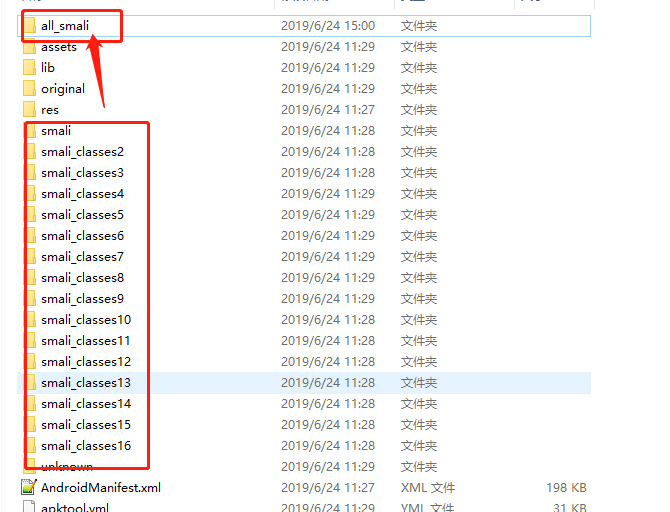 all_smali 2019/6/24 15:00 文件夹
assets 2019/6/24 11:29 文件夹
lib 2019/6/24 11:29 文件夹
original 2019/6/24 11:29 文件夹
res 2019/6/24 11:27 文件夹
smali 2019/6/24 11:28 文件夹
smali_classes2 2019/6/24 11:28 文件夹
smali_classes3 2019/6/24 11:28 文件夹
smali_classes4 2019/6/24 11:29 文件夹
smali_classes5 2019/6/24 11:29 文件夹
smali_classes6 2019/6/24 11:29 文件夹
smali_classes7 2019/6/24 11:29 文件夹
smali_classes8 2019/6/24 11:29 文件夹
smali_classes9 2019/6/24 11:29 文件夹
smali_classes10 2019/6/24 11:28 文件夹
smali_classes11 2019/6/24 11:28 文件夹
smali_classes12 2019/6/24 11:28 文件夹
smali_classes13 2019/6/24 11:28 文件夹
smali_classes14 2019/6/24 11:28 文件夹
smali_classes15 2019/6/24 11:28 文件夹
smali_classes16 2019/6/24 11:28 文件夹
unknown 2019/6/24 11:29 文件夹
AndroidManifest.xml 2019/6/24 11:27 XML 文件 198 KB
apktool.yml 2019/6/24 11:29 YML 文件 31 KB